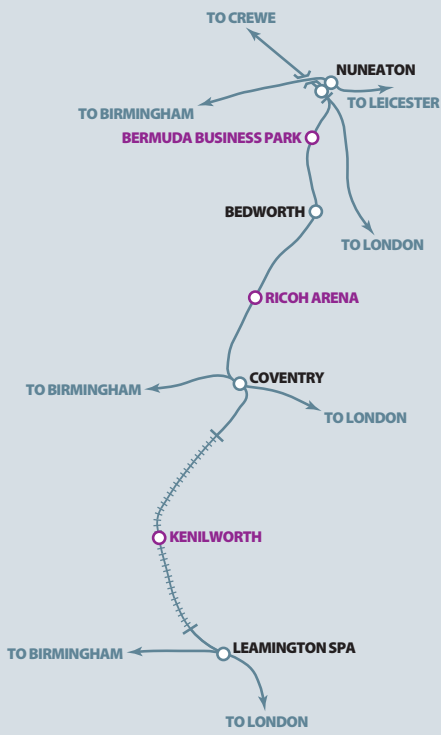 TO CREWE
NUNEATON
TO LEICESTER
TO BIRMINGHAM
BERMUDA BUSINESS PARK
BEDWORTH
TO LONDON
RICOH ARENA
COVENTRY
TO BIRMINGHAM
TO LONDON
KENILWORTH
LEAMINGTON SPA
TO BIRMINGHAM
TO LONDON